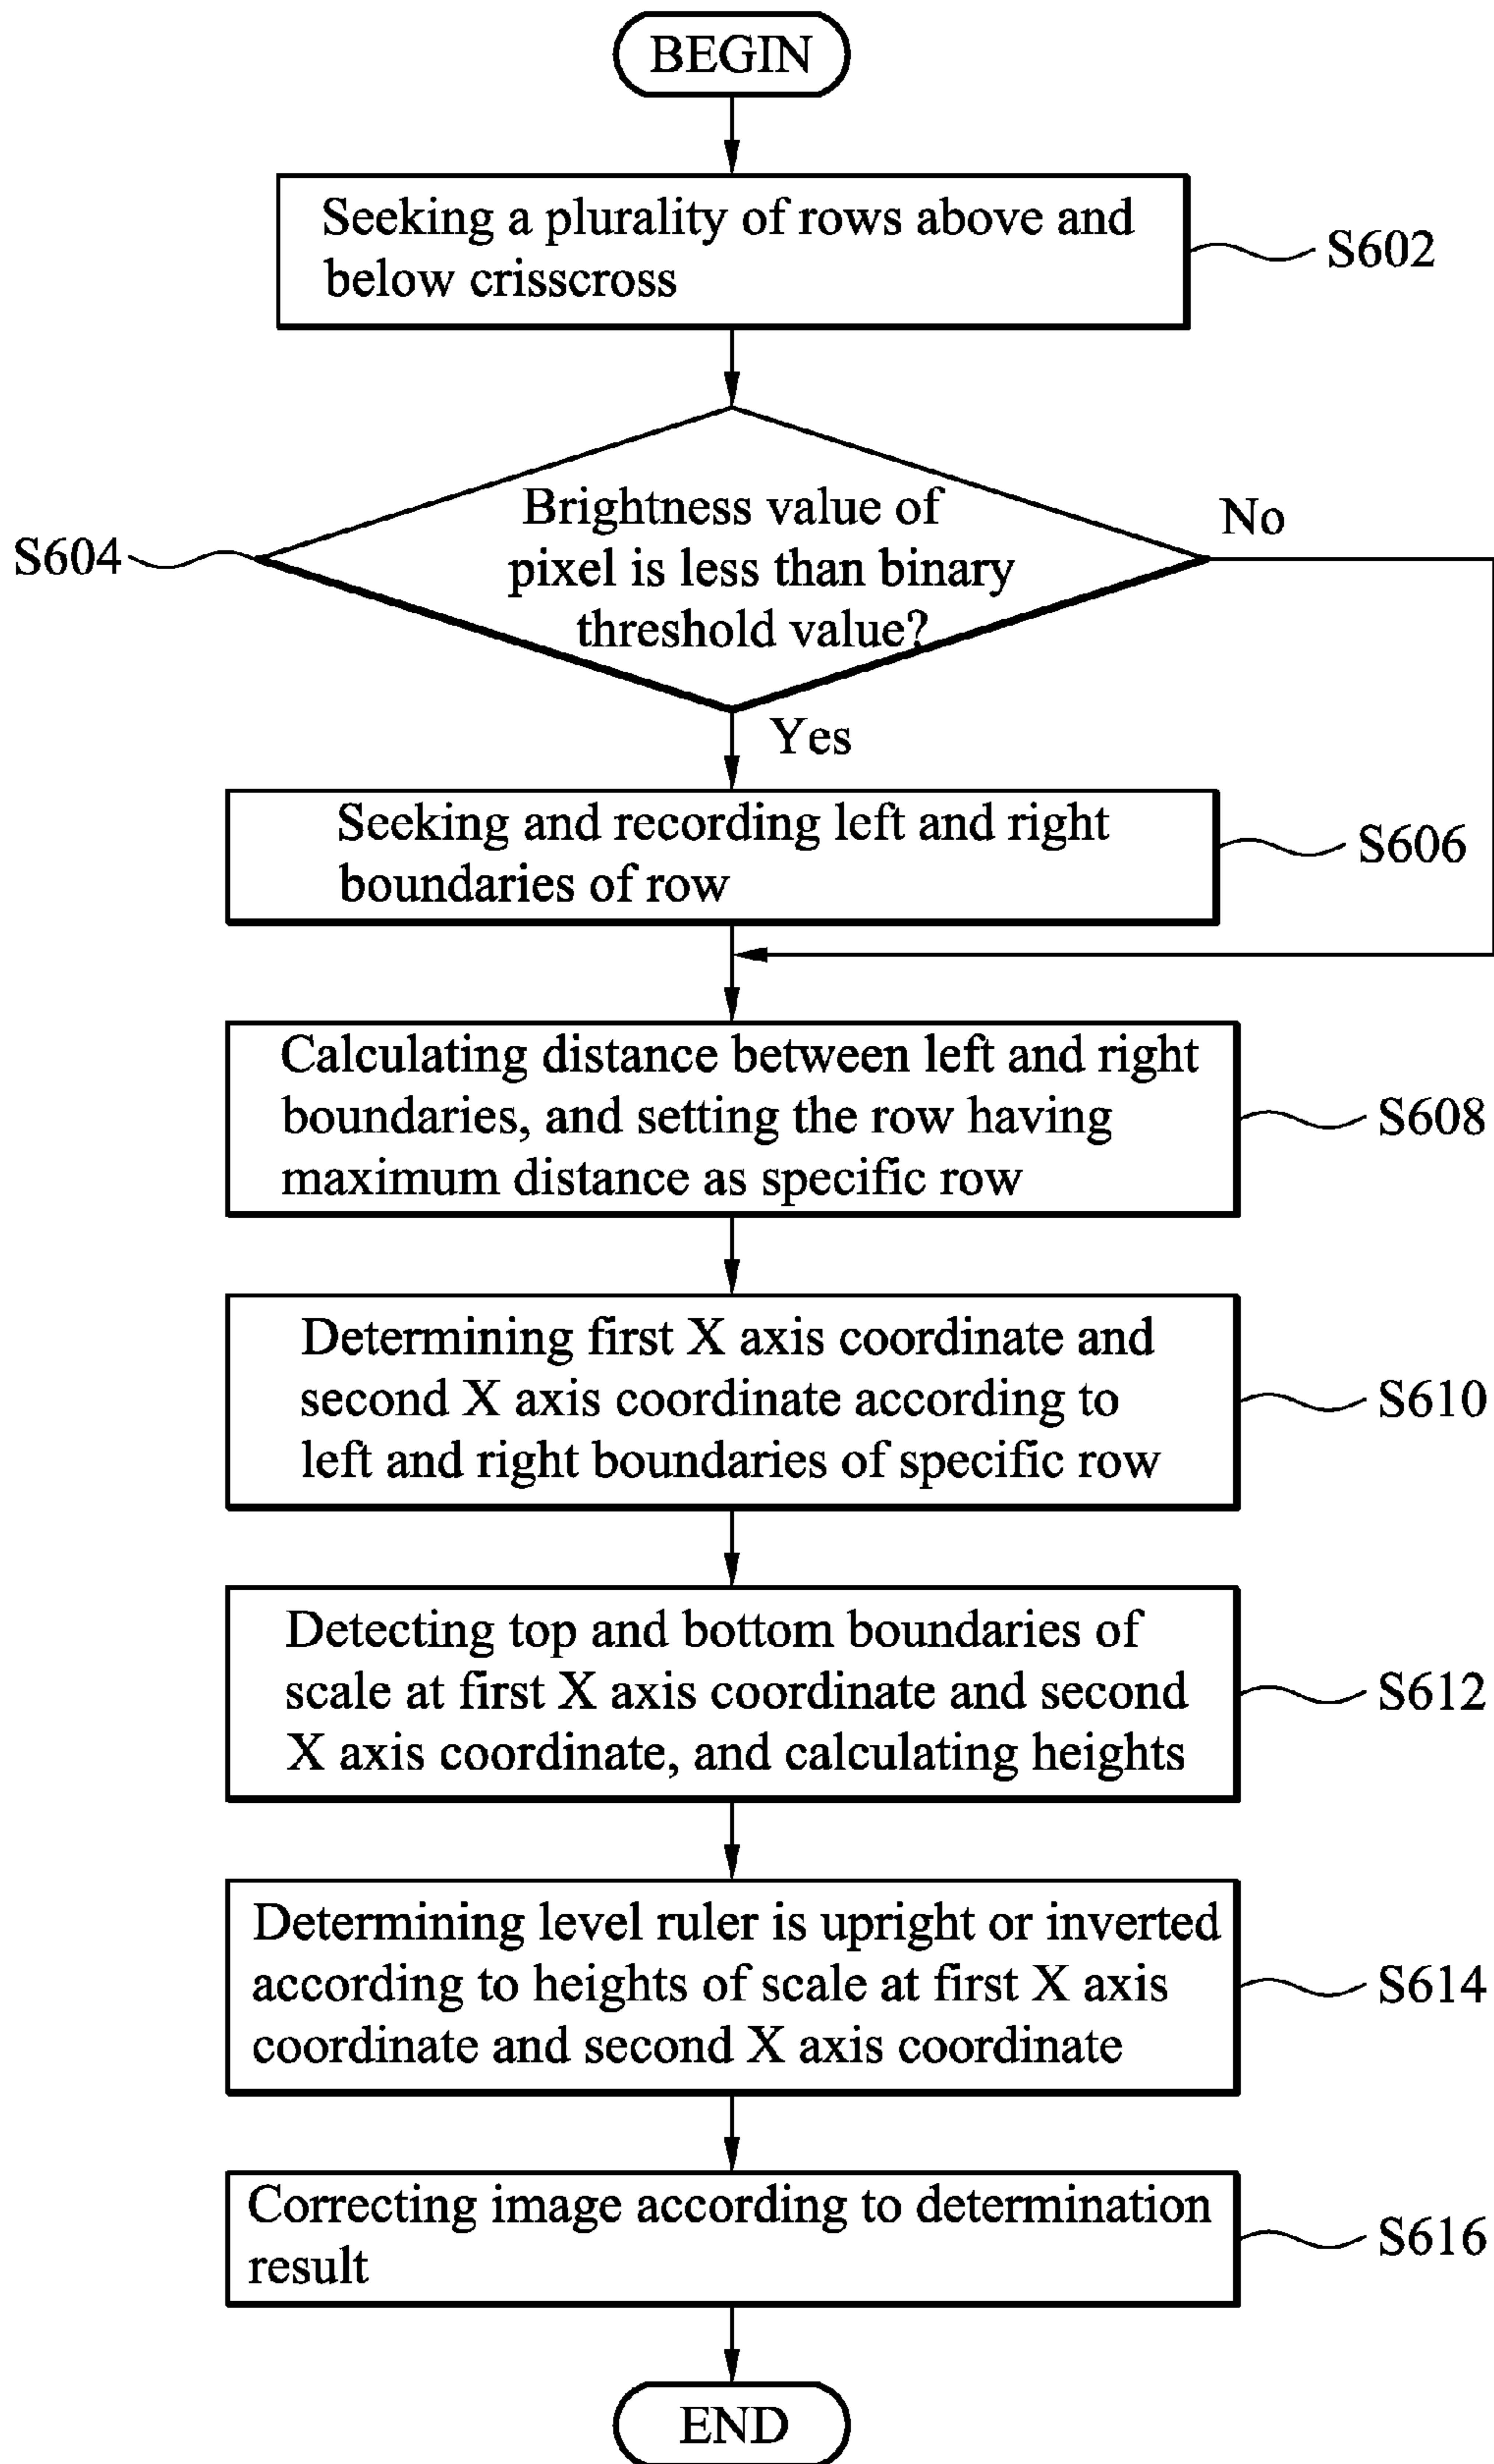 BEGIN
Seeking a plurality of rows above and
below crisscross
S602
Brightness value of
pixel is less than binary
threshold value?
S604
No
Yes
Seeking and recording left and right
boundaries of row
S606
Calculating distance between left and right
boundaries, and setting the row having
maximum distance as specific row
S608
Determining first X axis coordinate and
second X axis coordinate according to
left and right boundaries of specific row
S610
Detecting top and bottom boundaries of
scale at first X axis coordinate and second
X axis coordinate, and calculating heights
S612
Determining level ruler is upright or inverted
according to heights of scale at first X axis
coordinate and second X axis coordinate
S614
Correcting image according to determination
result
S616
END